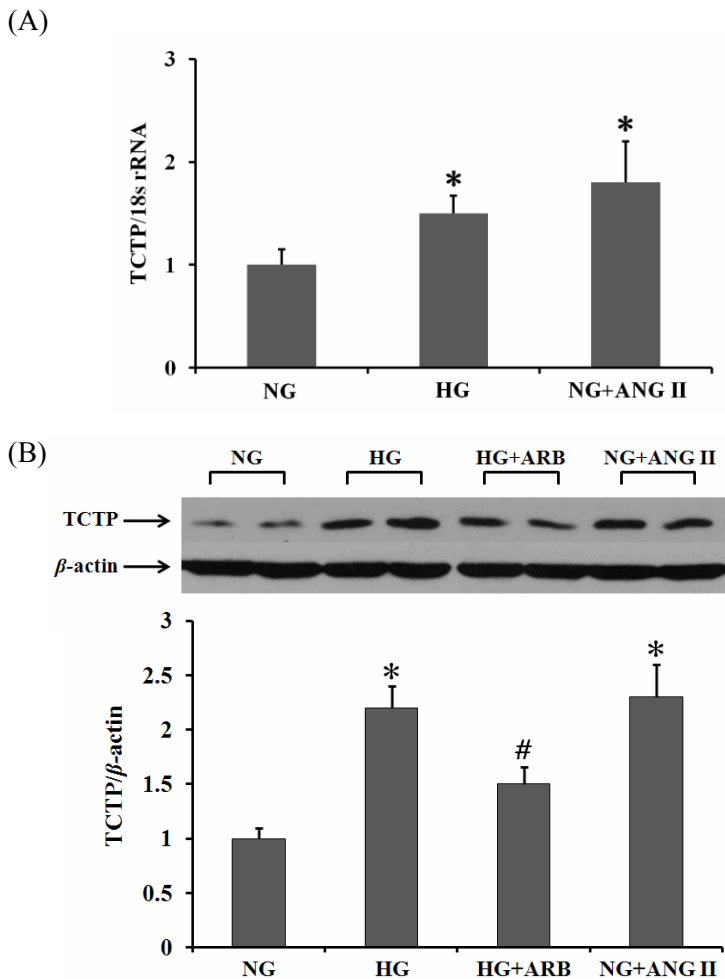 (A)
3
2
1
0
TCTP/18s rRNA
*
*
NG HG NG+ANG II
(B)
NG HG HG+ARB NG+ANG II
TCTP
β-actin
3
2.5
2
1.5
1
0.5
0
TCTP/β-actin
*
#
*
NG HG HG+ARB NG+ANG II